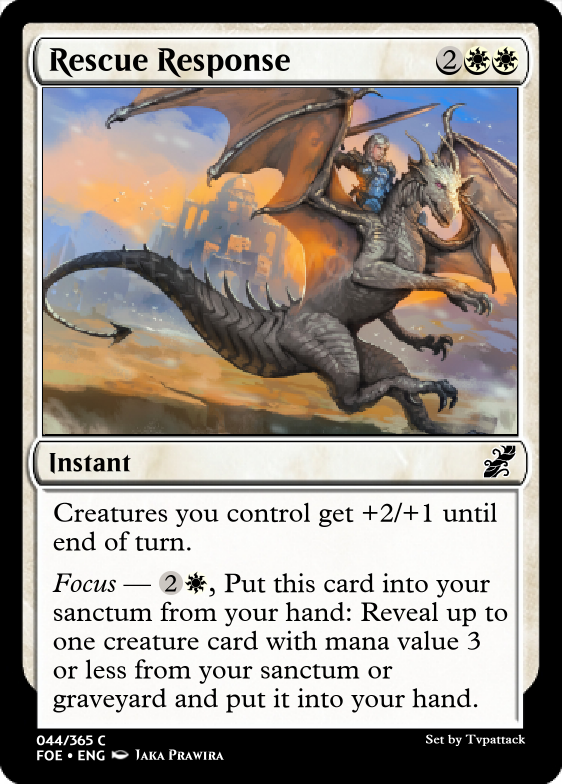 Rescue Response 2
Instant
Creatures you control get +2/+1 until
end of turn.
Focus — 2, Put this card into your
sanctum from your hand: Reveal up to
one creature card with mana value 3
or less from your sanctum or
graveyard and put it into your hand.
044/365 C
FOE • ENG Jaka Prawira
Set by Tvpattack